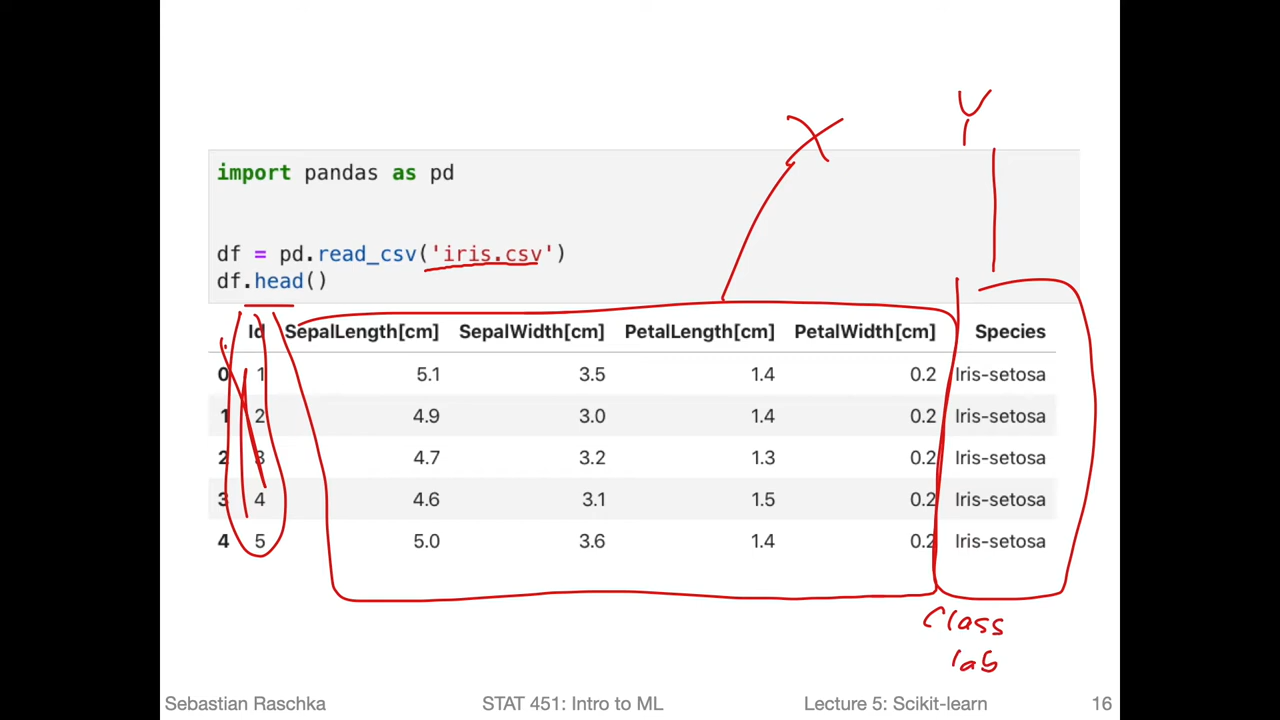 X
Y
import pandas as pd
df = pd.read_csv('iris.csv')
df.head()
Id SepalLength[cm] SepalWidth[cm] PetalLength[cm] PetalWidth[cm] Species
0 1 5.1 3.5 1.4 0.2 Iris-setosa
1 2 4.9 3.0 1.4 0.2 Iris-setosa
2 3 4.7 3.2 1.3 0.2 Iris-setosa
3 4 4.6 3.1 1.5 0.2 Iris-setosa
4 5 5.0 3.6 1.4 0.2 Iris-setosa
Class
lab
Sebastian Raschka STAT 451: Intro to ML Lecture 5: Scikit-learn 16